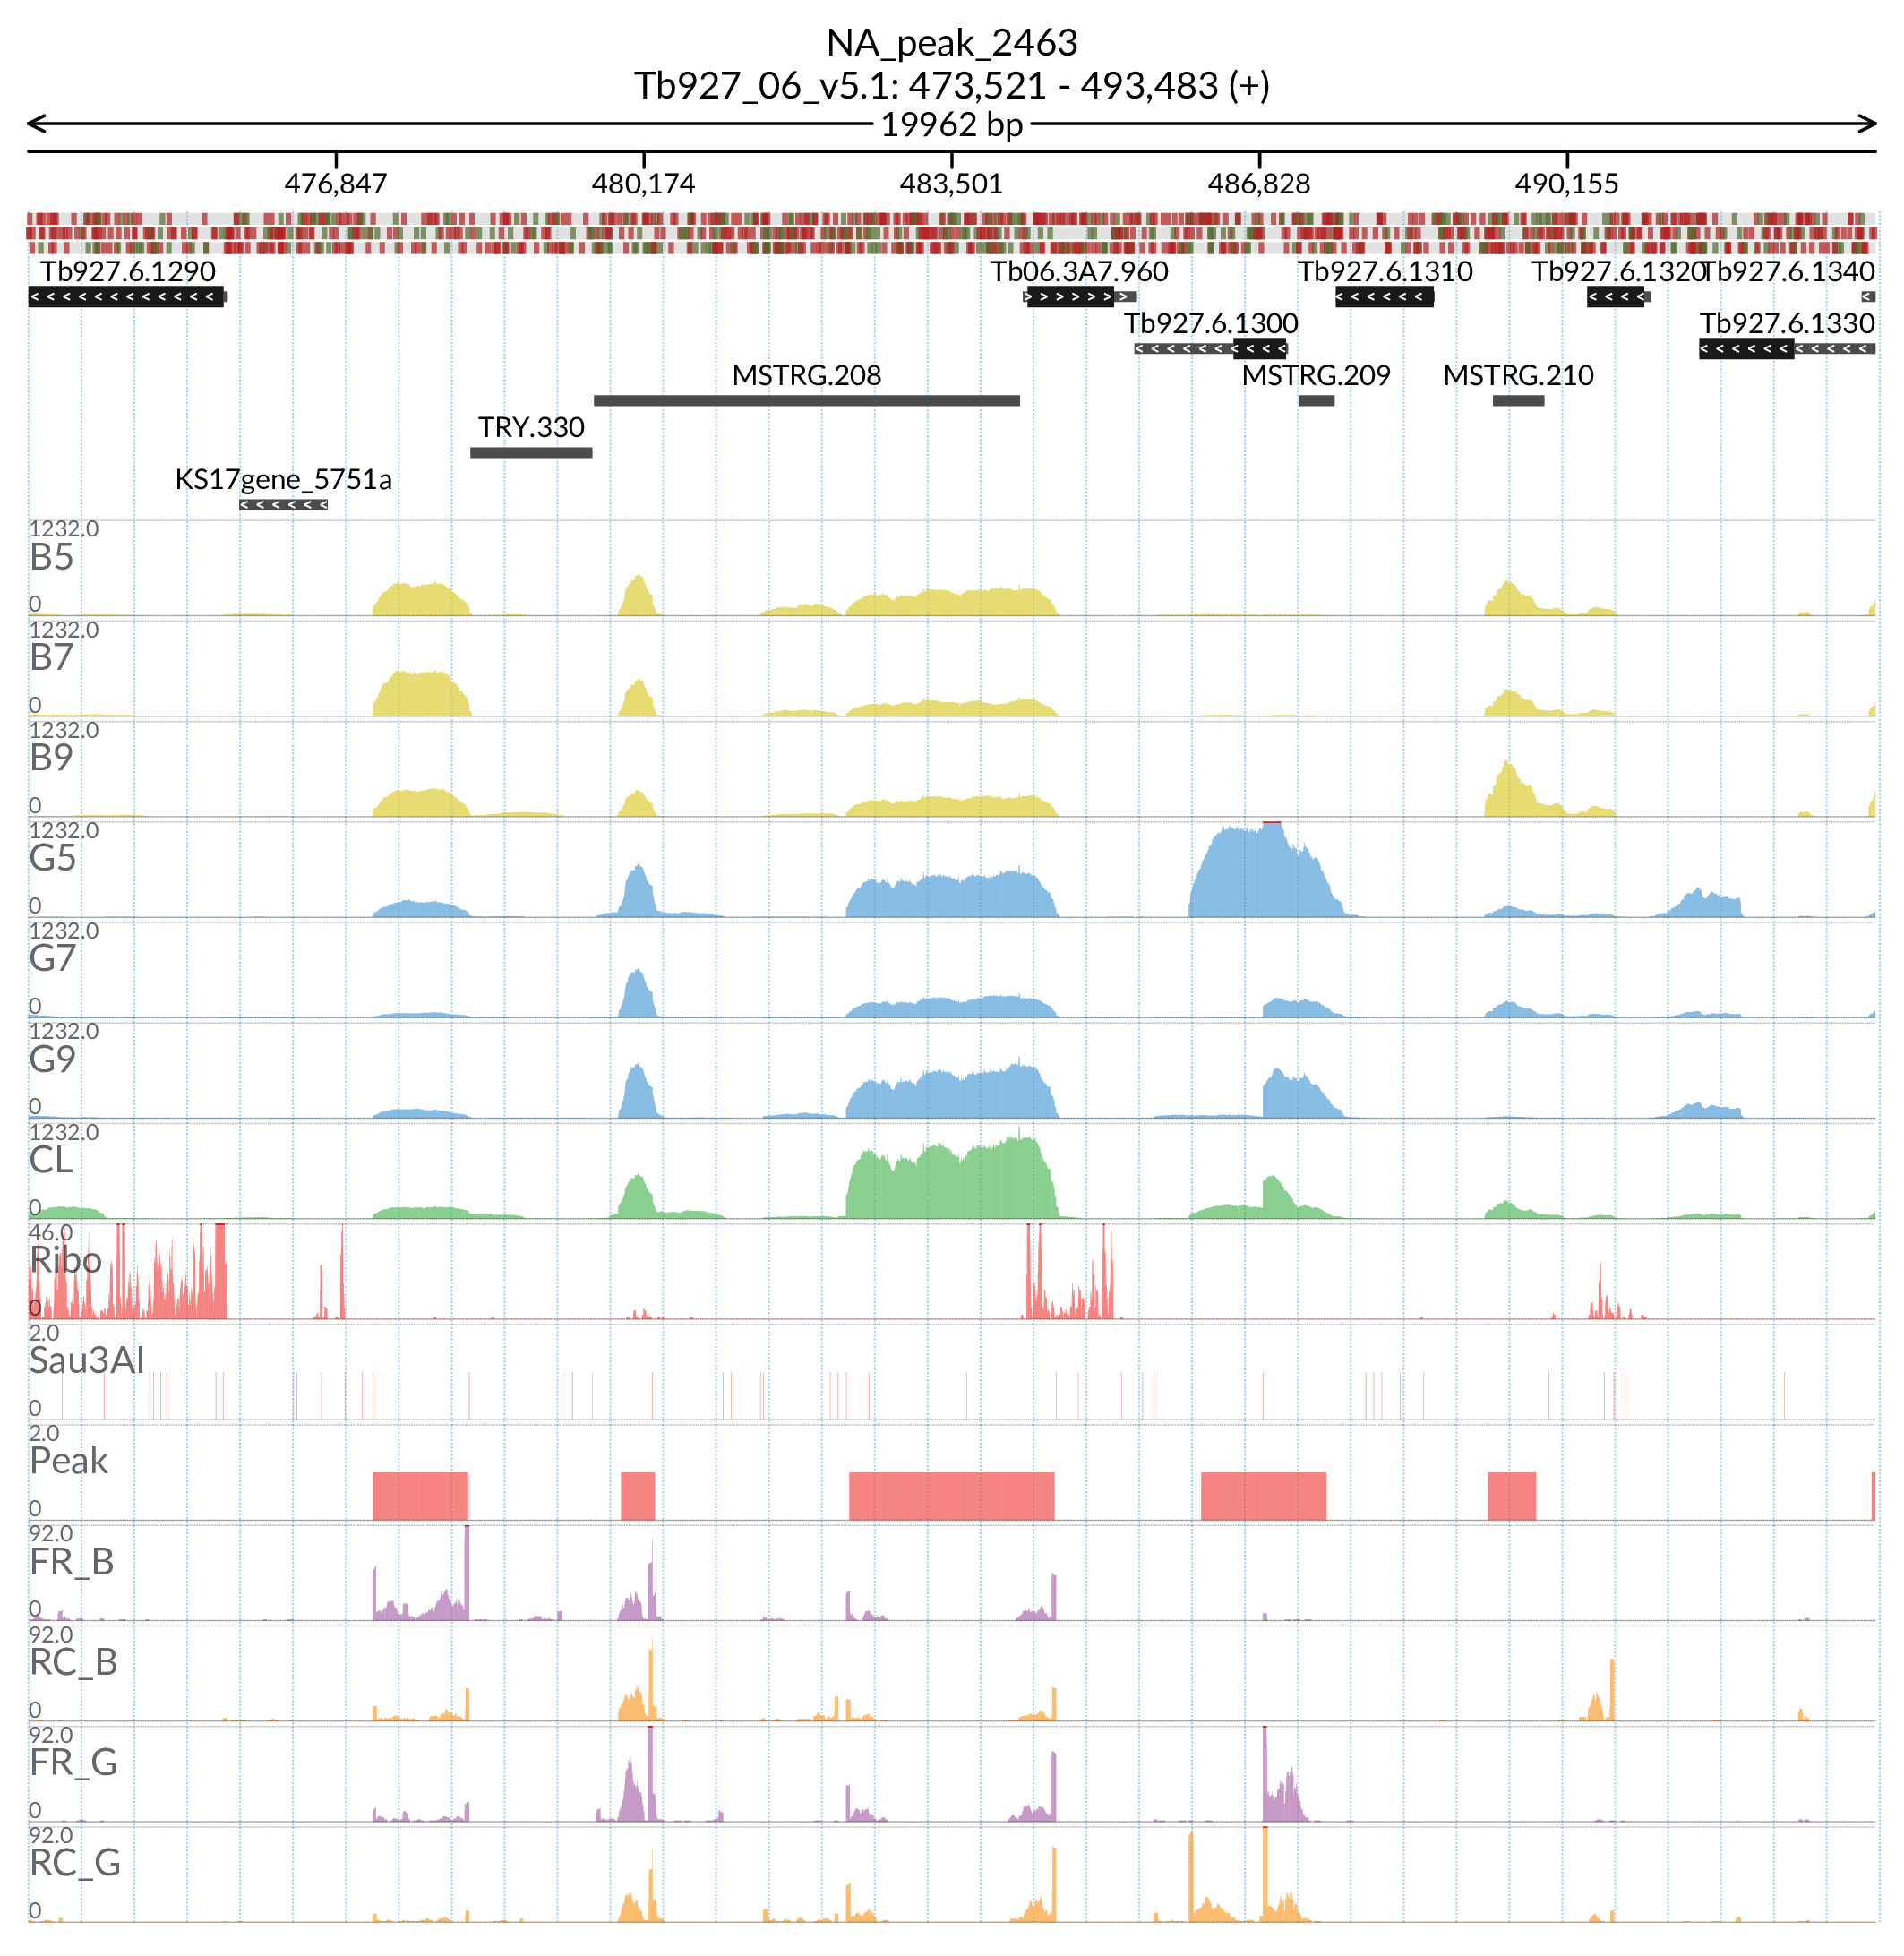 NA_peak_2463
Tb927_06_v5.1: 473,521 - 493,483 (+)
19962 bp
476,847 480,174 483,501 486,828 490,155
Tb927.6.1290 Tb06.3A7.960 Tb927.6.1310 Tb927.6.1320 Tb927.6.1340
Tb927.6.1300 Tb927.6.1330
MSTRG.208 MSTRG.209 MSTRG.210
TRY.330
KS17gene_5751a
1232.0
B5
0
1232.0
B7
0
1232.0
B9
0
1232.0
G5
0
1232.0
G7
0
1232.0
G9
0
1232.0
CL
0
46.0
Ribo
0
2.0
Sau3AI
0
2.0
Peak
0
92.0
FR_B
0
92.0
RC_B
0
92.0
FR_G
0
92.0
RC_G
0